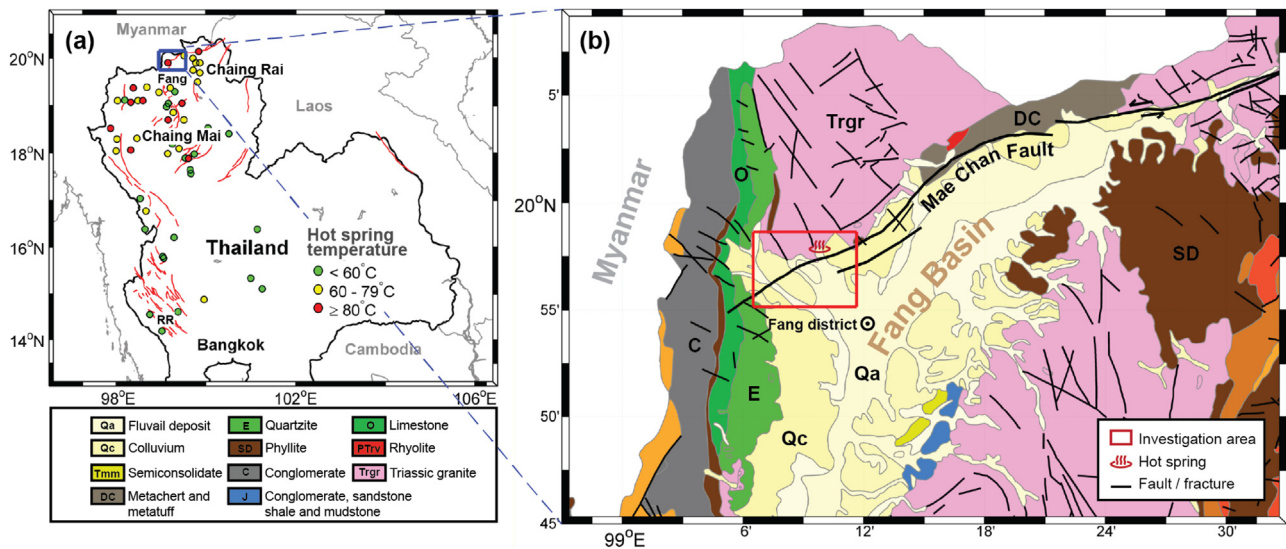 (a)
Myanmar
20°N
18°N
16°N
14°N
98°E
102°E
106°E
Fang
Chaing Rai
Laos
Chaing Mai
Thailand
Hot spring
temperature
< 60°C
60 - 79°C
≥ 80°C
RR
Bangkok
Cambodia
Qa Fluvail deposit
Qc Colluvium
Tmm Semiconsolidate
DC Metachert and
metatuff
E Quartzite
SD Phyllite
C Conglomerate
J Conglomerate, sandstone
shale and mudstone
O Limestone
PTrv Rhyolite
Trgr Triassic granite
(b)
5'
20°N
55'
50'
45'
99°E
6'
12'
18'
24'
30'
Myanmar
Trgr
DC
O
Mae Chan Fault
Fang Basin
SD
Fang district
C
E
Qa
Qc
Investigation area
Hot spring
Fault / fracture